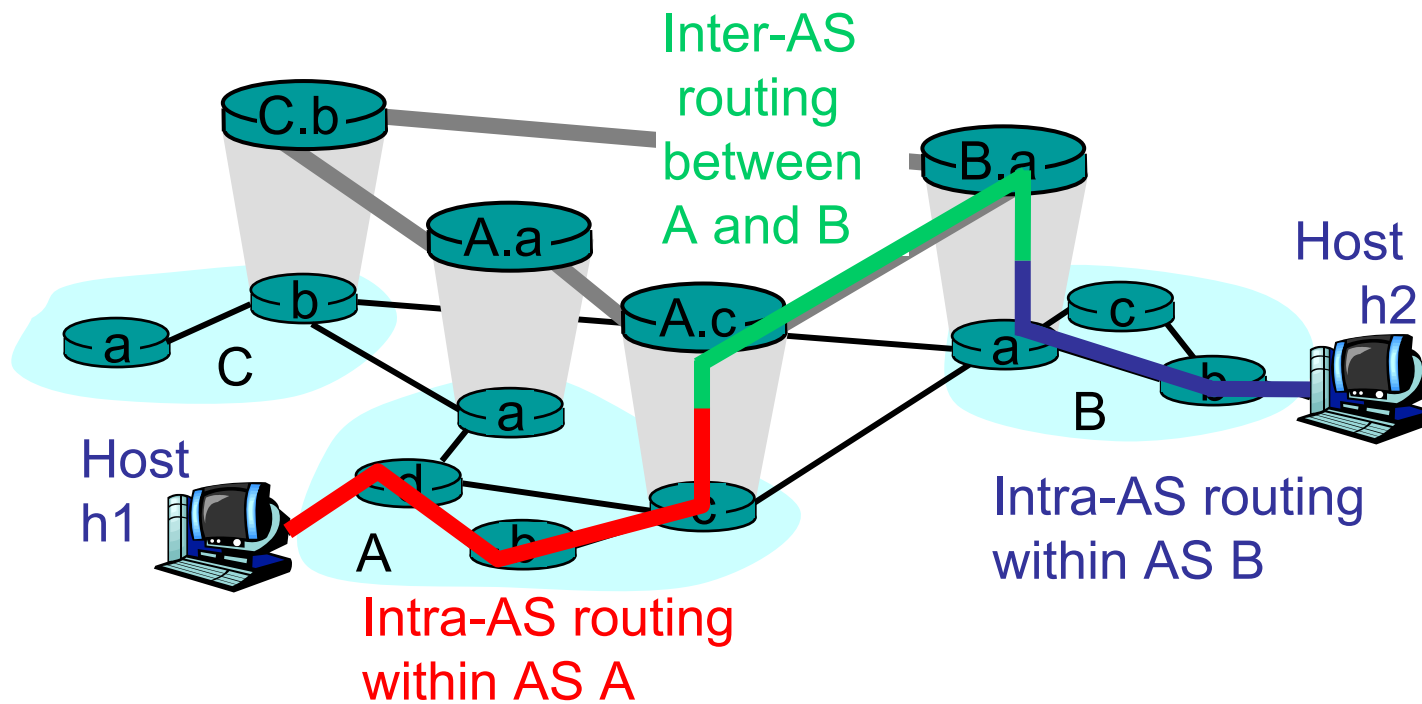 Inter-AS
routing
between
A and B
C.b
B.a
A.a
A.c
Host
h2
b
a
C
a
c
b
B
a
Host
h1
d
c
b
A
Intra-AS routing
within AS B
Intra-AS routing
within AS A